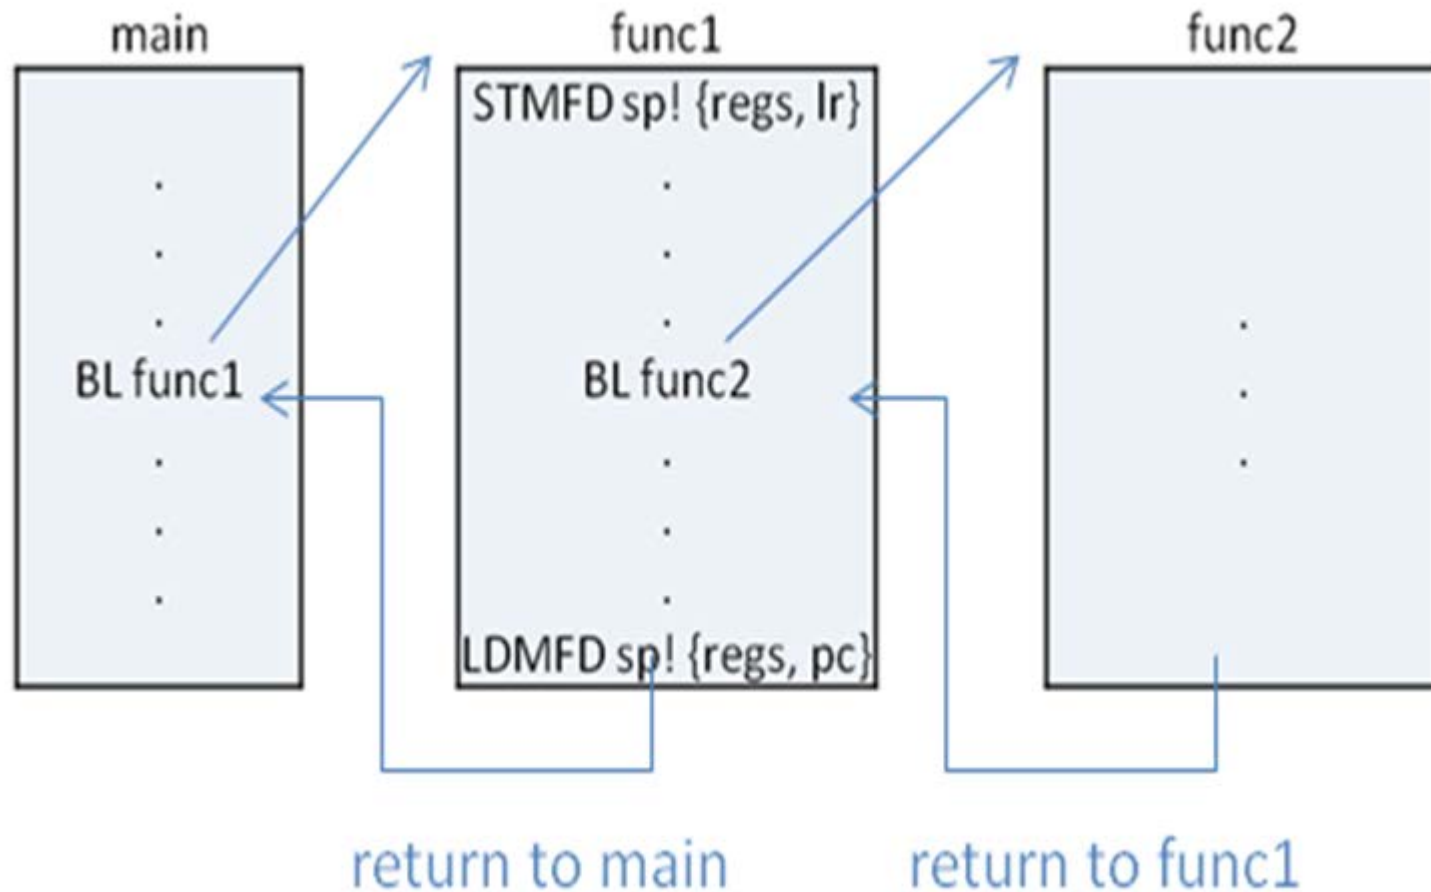 main
func1
func2
STMFD sp! {regs, lr}
.
.
.
BL func1
.
.
.
.
.
.
BL func2
.
.
.
LDMFD sp! {regs, pc}
.
.
.
return to main
return to func1